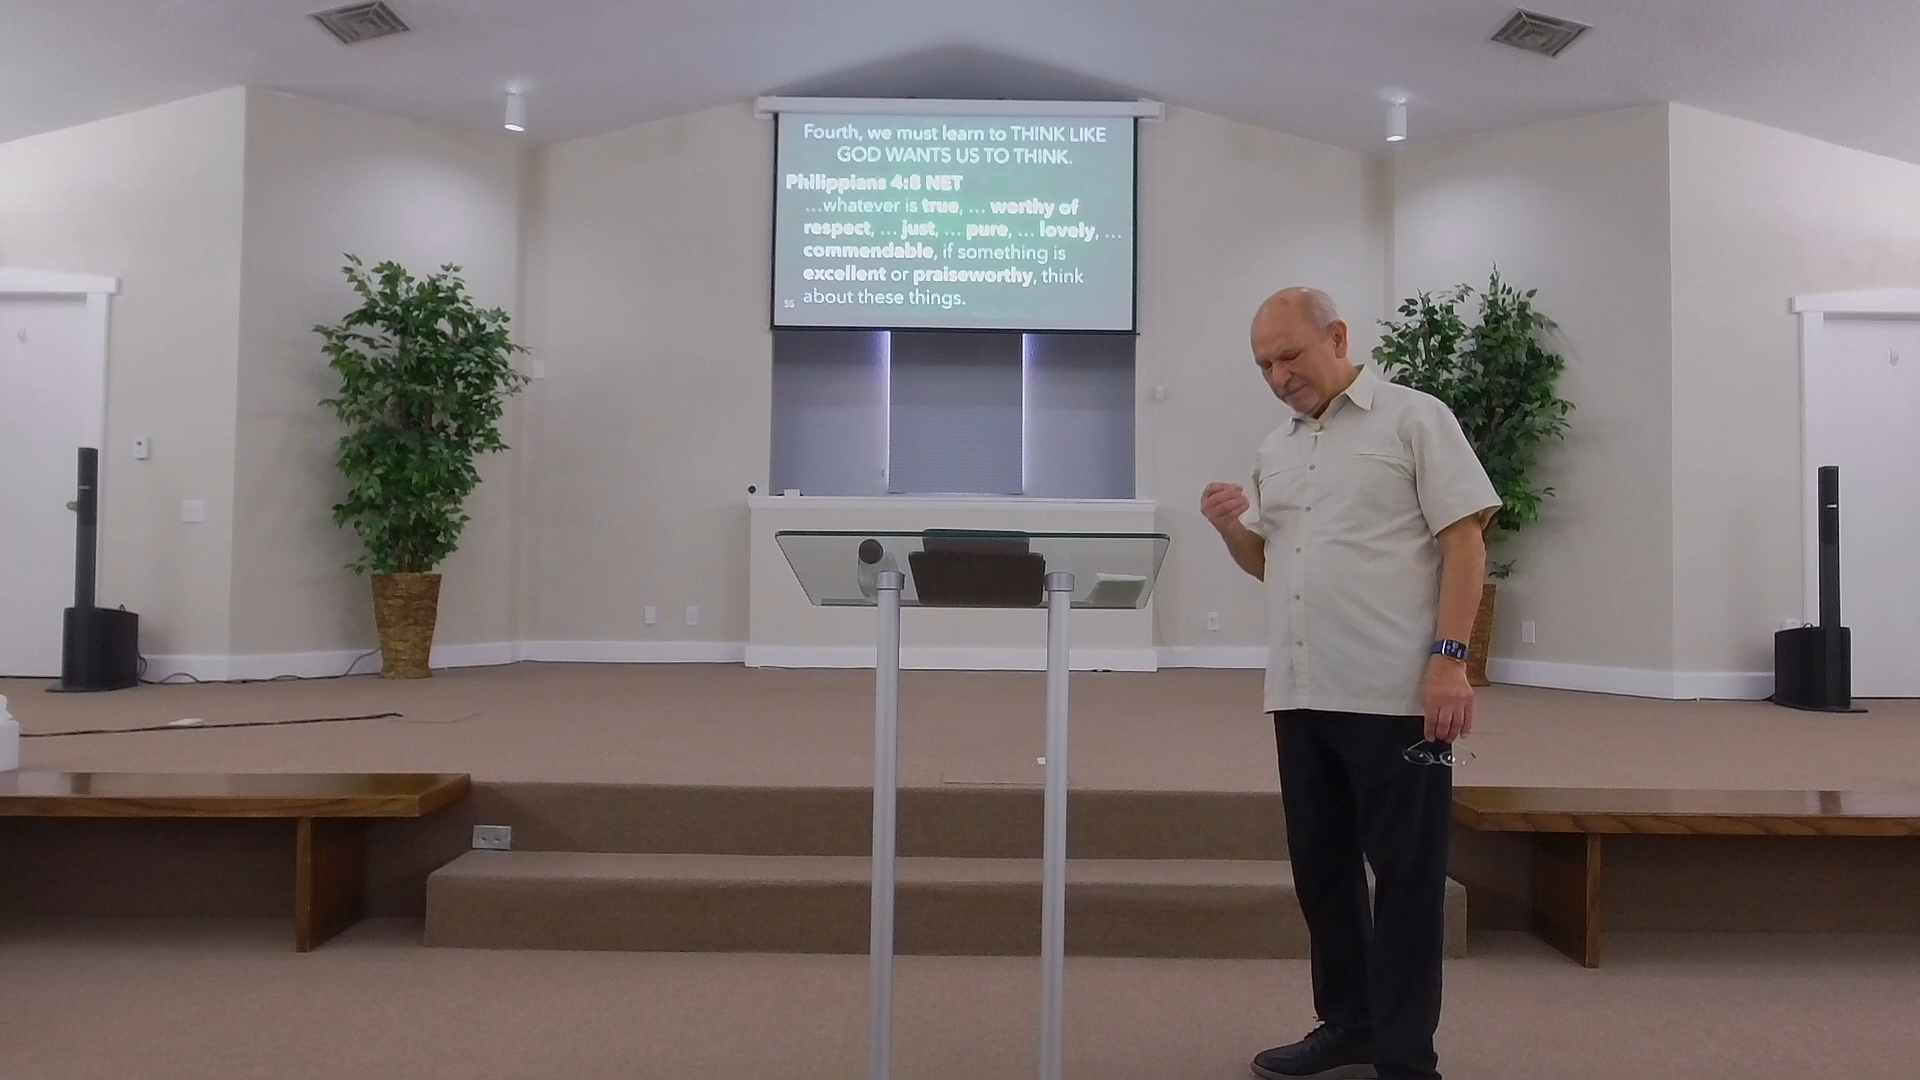 Fourth, we must learn to THINK LIKE
GOD WANTS US TO THINK.
Philippians 4:8 NET
…whatever is true, … worthy of
respect, … just, … pure, … lovely, …
commendable, if something is
excellent or praiseworthy, think
about these things.